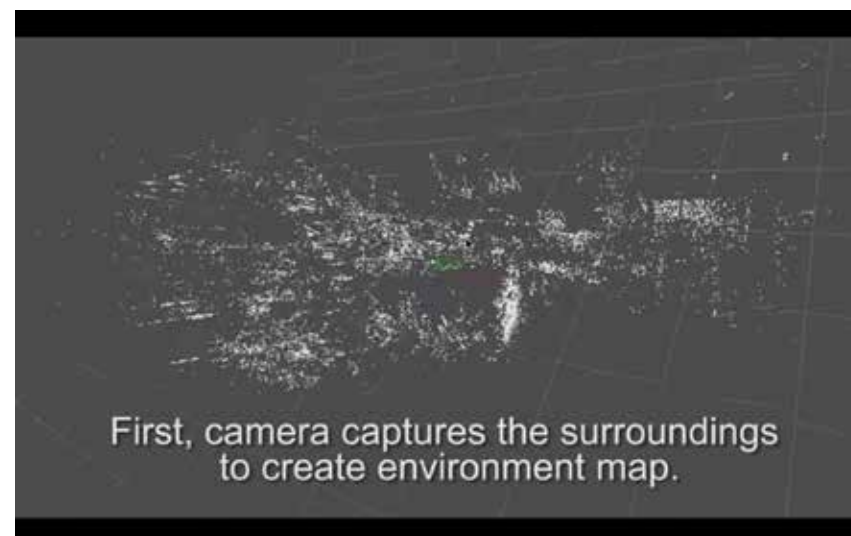 First, camera captures the surroundings
to create environment map.